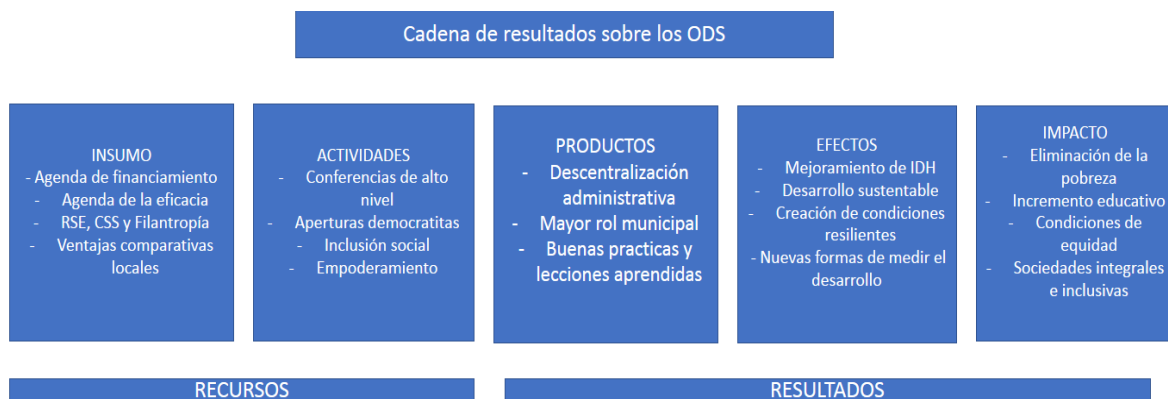 Cadena de resultados sobre los ODS
INSUMO
- Agenda de financiamiento
- Agenda de la eficacia
- RSE, CSS y Filantropía
- Ventajas comparativas
locales
ACTIVIDADES
- Conferencias de alto
nivel
- Aperturas democratitas
- Inclusión social
- Empoderamiento
PRODUCTOS
- Descentralización
administrativa
- Mayor rol municipal
- Buenas practicas y
lecciones aprendidas
EFECTOS
- Mejoramiento de IDH
- Desarrollo sustentable
- Creación de condiciones
resilientes
- Nuevas formas de medir el
desarrollo
IMPACTO
- Eliminación de la
pobreza
- Incremento educativo
- Condiciones de
equidad
- Sociedades integrales
e inclusivas
RECURSOS
RESULTADOS